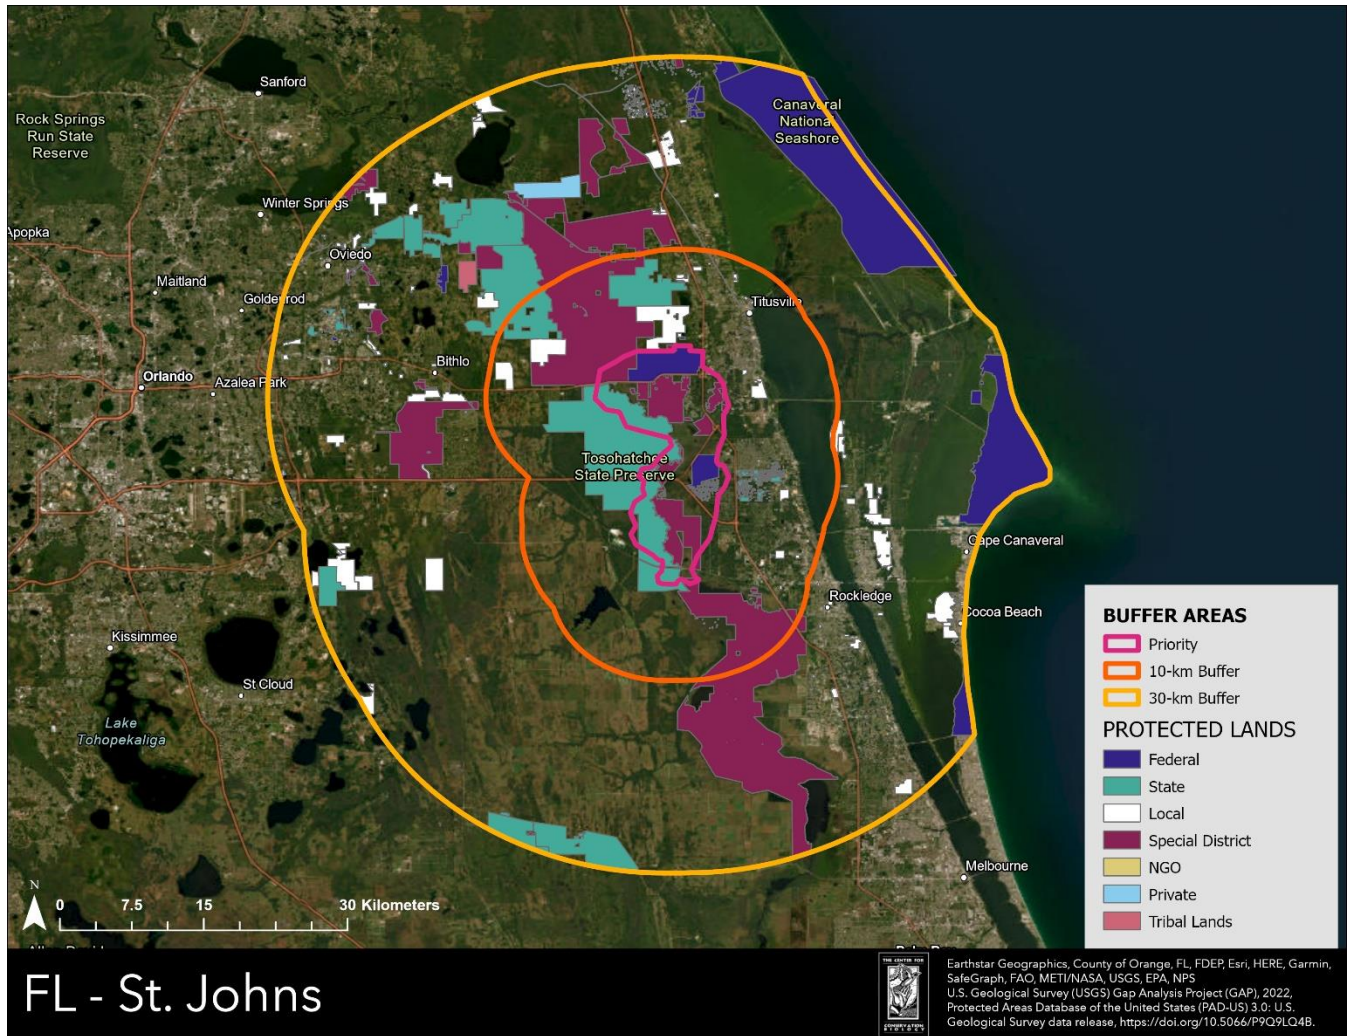 Sanford
Rock Springs
Run State
Reserve
Canaveral
National
Seashore
Winter Springs
Apopka
Oviedo
Maitland
Goldenrod
Titusville
Bithlo
Orlando
Azalea Park
Tosohatchee
State Preserve
Cape Canaveral
Rockledge
Cocoa Beach
Kissimmee
St Cloud
Lake
Tohopekaliga
Melbourne
BUFFER AREAS
Priority
10-km Buffer
30-km Buffer
PROTECTED LANDS
Federal
State
Local
Special District
NGO
Private
Tribal Lands
N
0 7.5 15 30 Kilometers
FL - St. Johns
THE CENTER FOR
CONSERVATION
BIOLOGY
Earthstar Geographics, County of Orange, FL, FDEP, Esri, HERE, Garmin,
SafeGraph, FAO, METI/NASA, USGS, EPA, NPS
U.S. Geological Survey (USGS) Gap Analysis Project (GAP), 2022,
Protected Areas Database of the United States (PAD-US) 3.0: U.S.
Geological Survey data release, https://doi.org/10.5066/P9Q9LQ4B.